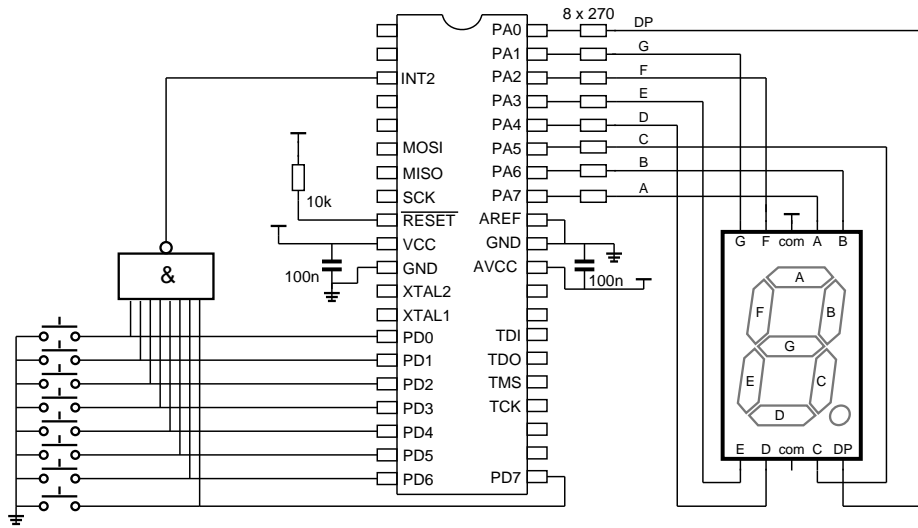 8 x 270
PA0 DP
PA1 G
INT2 PA2 F
PA3 E
PA4 D
MOSI PA5 C
MISO PA6 B
SCK PA7 A
10k RESET AREF
VCC GND
100n GND AVCC 100n
XTAL2
XTAL1
PD0 TDI
PD1 TDO
PD2 TMS
PD3 TCK
PD4
PD5
PD6 PD7
&
G F com A B
A
F B
G
E C
D
E D com C DP